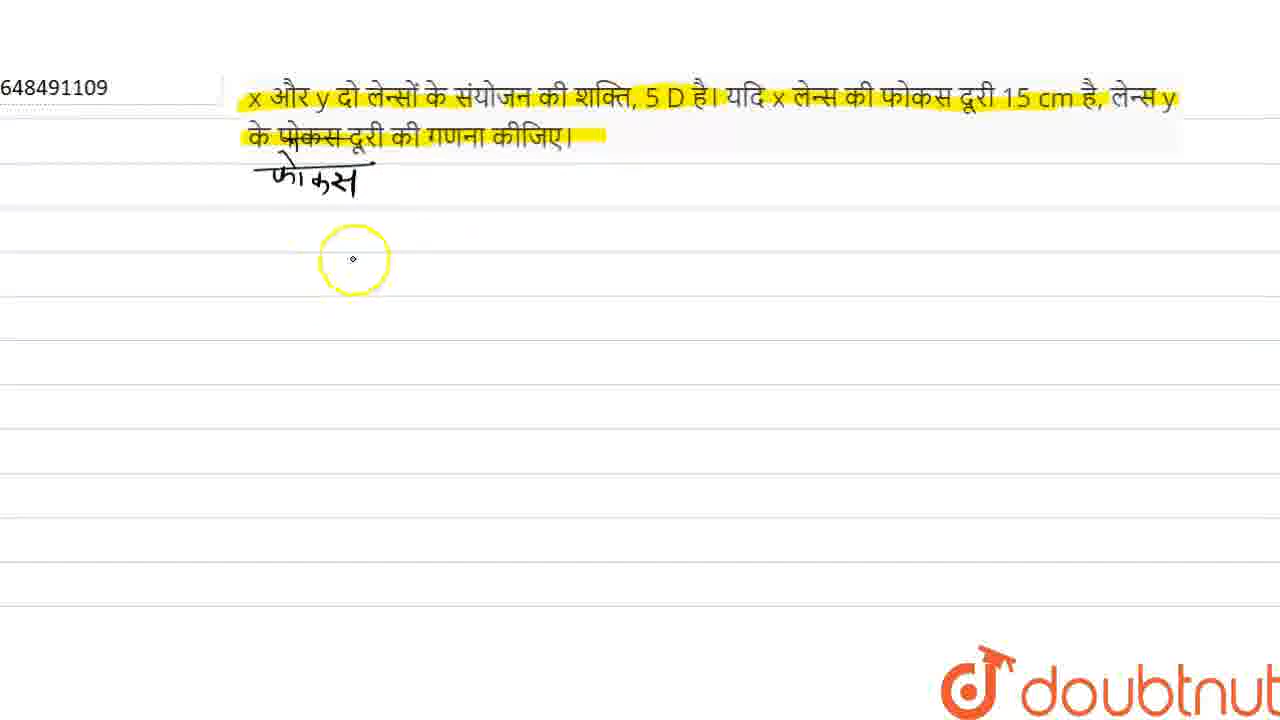 648491109
x और y दो लेन्सों के संयोजन की शक्ति, 5 D है। यदि x लेन्स की फोकस दूरी 15 cm है, लेन्स y
के फोकस दूरी की गणना कीजिए।
फोकस
doubtnut